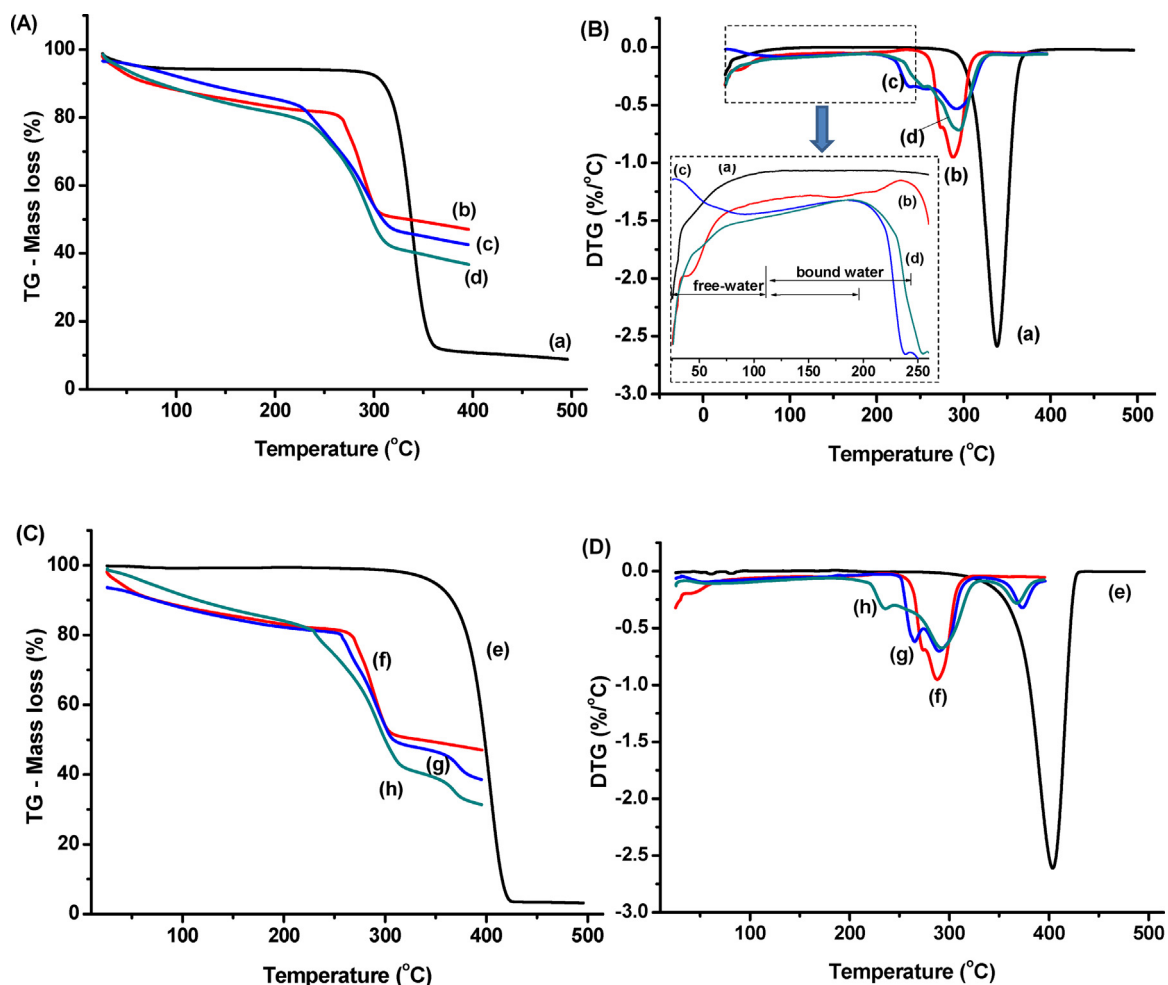 (A)
TG - Mass loss (%)
100
80
60
40
20
0
(b)
(c)
(d)
(a)
100
200
300
400
500
Temperature (°C)
(B)
DTG (%/°C)
0.0
-0.5
-1.0
-1.5
-2.0
-2.5
-3.0
(c)
(d)
(b)
(c)
(a)
(b)
(d)
bound water
free-water
50
100
150
200
250
(a)
0
100
200
300
400
500
Temperature (°C)
(C)
TG - Mass loss (%)
100
80
60
40
20
0
(f)
(e)
(g)
(h)
100
200
300
400
500
Temperature (°C)
(D)
DTG (%/°C)
0.0
-0.5
-1.0
-1.5
-2.0
-2.5
-3.0
(e)
(h)
(g)
(f)
100
200
300
400
500
Temperature (°C)